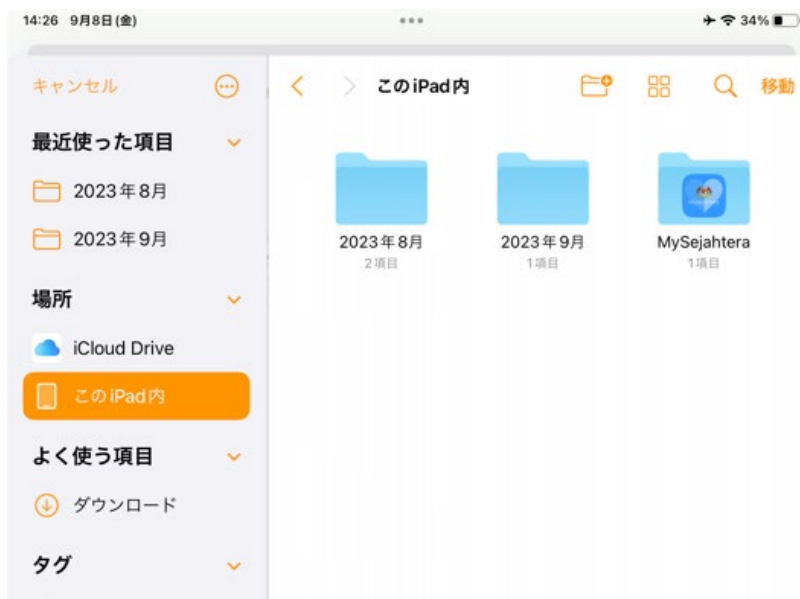 14:26 9月8日(金)
34%
キャンセル
最近使った項目
2023年8月
2023年9月
場所
iCloud Drive
このiPad内
よく使う項目
ダウンロード
タグ
このiPad内
移動
2023年8月
2項目
2023年9月
1項目
MySejahtera
1項目